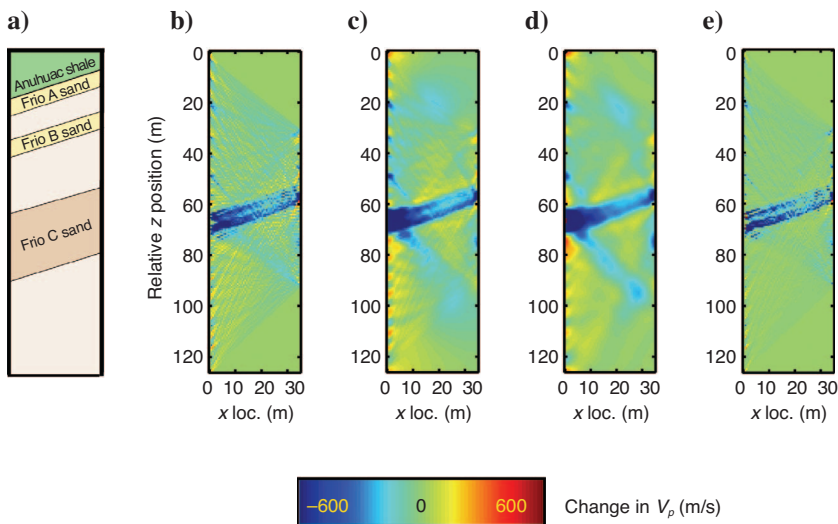 a)
b)
c)
d)
e)
Anuhuac shale
Frio A sand
Frio B sand
Frio C sand
Relative z position (m)
0
20
40
60
80
100
120
0 10 20 30
x loc. (m)
0 10 20 30
x loc. (m)
0
20
40
60
80
100
120
0 10 20 30
x loc. (m)
0
20
40
60
80
100
120
0 10 20 30
x loc. (m)
0
20
40
60
80
100
120
−600 0 600
Change in Vp (m/s)